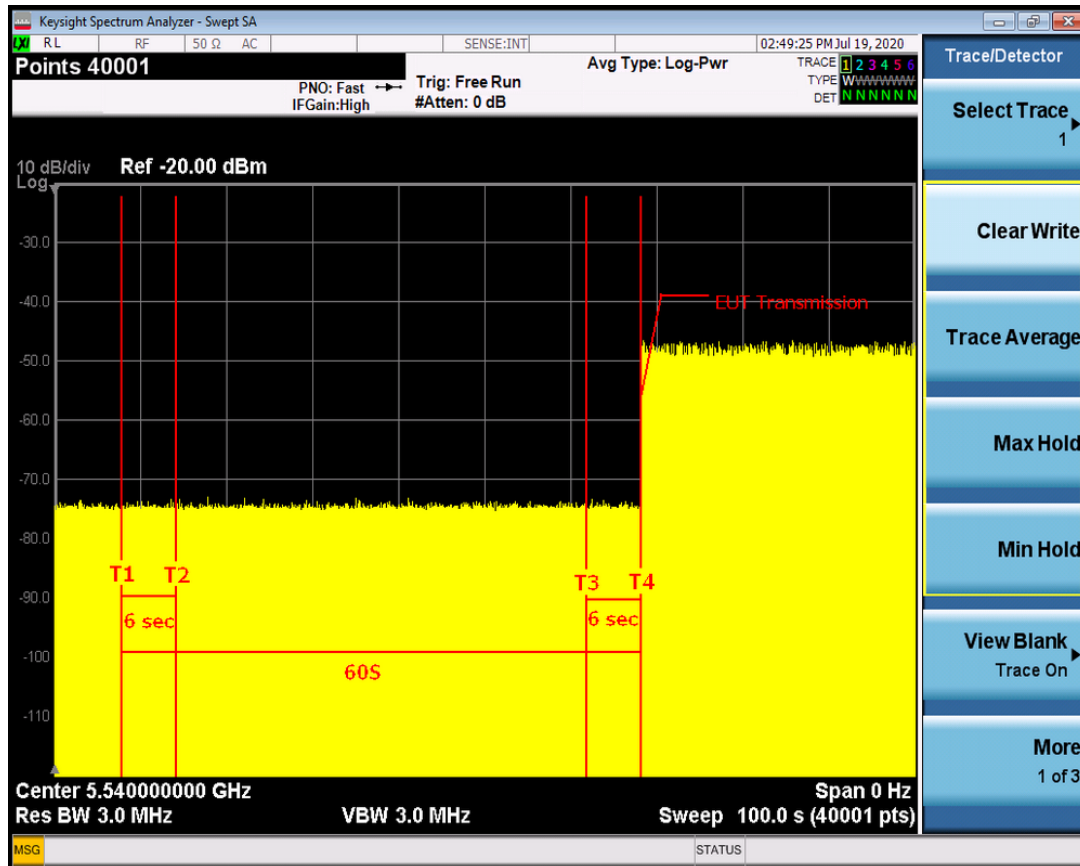 Keysight Spectrum Analyzer - Swept SA
LXI RL RF 50 Ω AC SENSE:INT 02:49:25 PM Jul 19, 2020
Points 40001
PNO: Fast
IFGain:High
Trig: Free Run
#Atten: 0 dB
Avg Type: Log-Pwr
TRACE 1 2 3 4 5 6
TYPE WWWWWWW
DET N N N N N N
10 dB/div Ref -20.00 dBm
Log
-30.0
-40.0
EUT Transmission
-50.0
-60.0
-70.0
-80.0
T1 T2 T3 T4
-90.0
6 sec 6 sec
-100
60S
-110
Center 5.540000000 GHz Span 0 Hz
Res BW 3.0 MHz VBW 3.0 MHz Sweep 100.0 s (40001 pts)
MSG STATUS
Trace/Detector
Select Trace
1
Clear Write
Trace Average
Max Hold
Min Hold
View Blank
Trace On
More
1 of 3